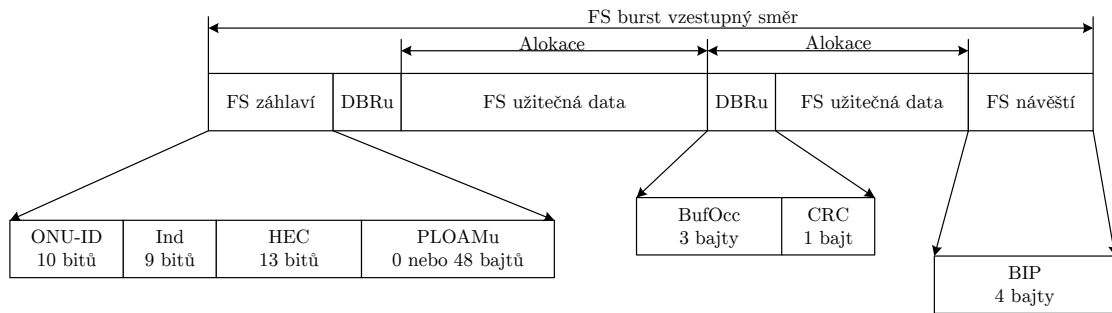 FS burst vzestupný směr
Alokace
Alokace
FS záhlaví
DBRu
FS užitečná data
DBRu
FS užitečná data
FS návěští
ONU-ID
10 bitů
Ind
9 bitů
HEC
13 bitů
PLOAMu
0 nebo 48 bajtů
BufOcc
3 bajty
CRC
1 bajt
BIP
4 bajty